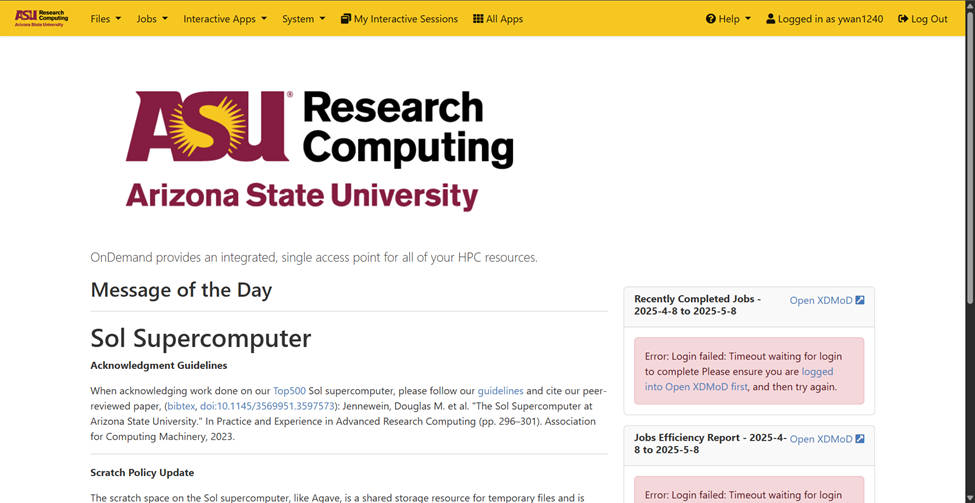 ASU Research Computing
Arizona State University
Files Jobs Interactive Apps System My Interactive Sessions All Apps Help Logged in as ywan1240 Log Out
ASU® Research
Computing
Arizona State University
OnDemand provides an integrated, single access point for all of your HPC resources.
Message of the Day
Sol Supercomputer
Acknowledgment Guidelines
When acknowledging work done on our Top500 Sol supercomputer, please follow our guidelines and cite our peer-
reviewed paper, (bibtex, doi:10.1145/3569951.3597573): Jennewein, Douglas M. et al. "The Sol Supercomputer at
Arizona State University." In Practice and Experience in Advanced Research Computing (pp. 296–301). Association
for Computing Machinery, 2023.
Scratch Policy Update
The scratch space on the Sol supercomputer, like Agave, is a shared storage resource for temporary files and is
Recently Completed Jobs - Open XDMoD
2025-4-8 to 2025-5-8
Error: Login failed: Timeout waiting for login
to complete Please ensure you are logged
into Open XDMoD first, and then try again.
Jobs Efficiency Report - 2025-4- Open XDMoD
8 to 2025-5-8
Error: Login failed: Timeout waiting for login